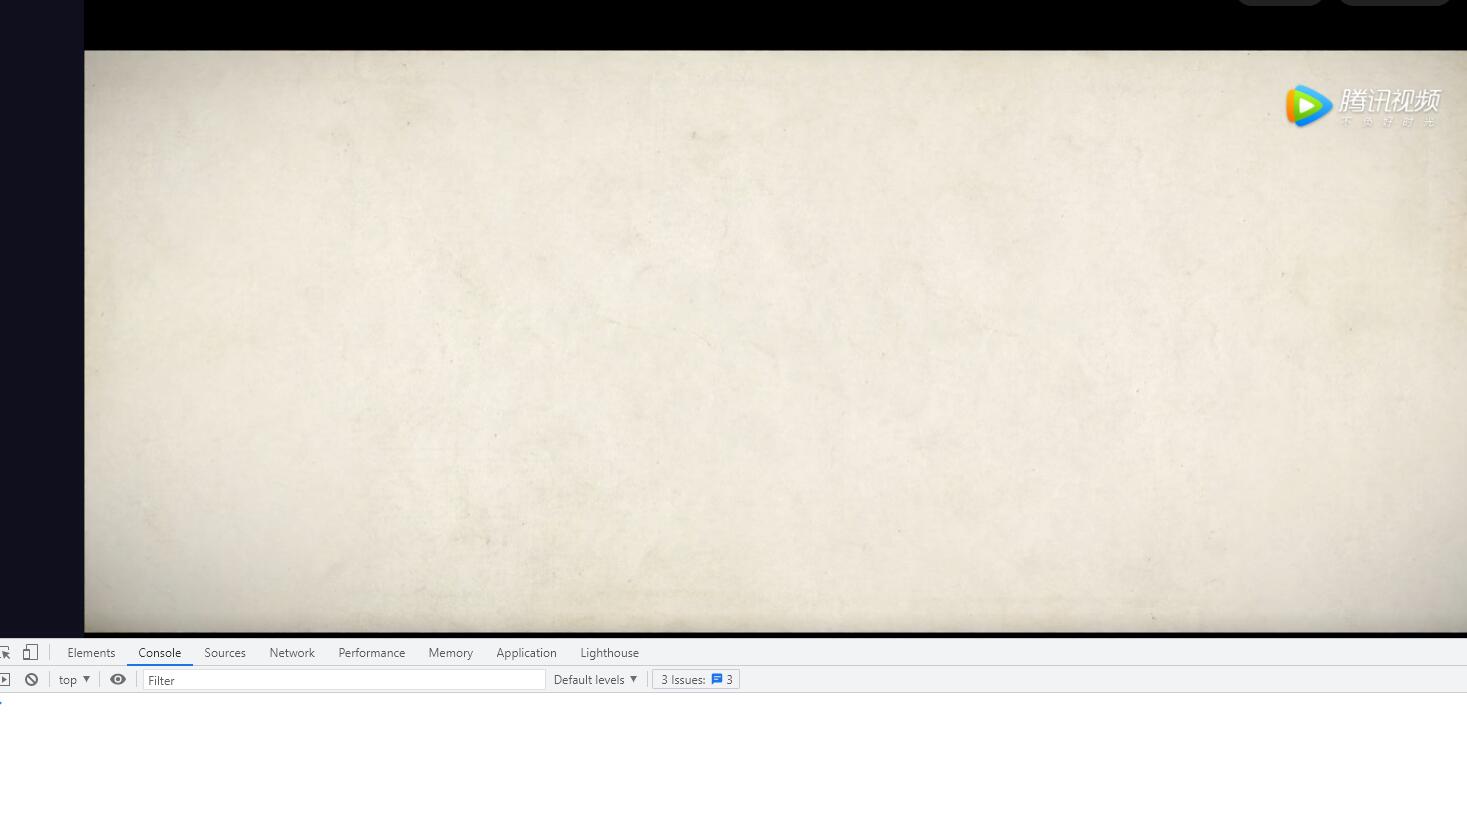 腾讯视频
不负好时光
Elements Console Sources Network Performance Memory Application Lighthouse
top Filter Default levels 3 Issues: 3